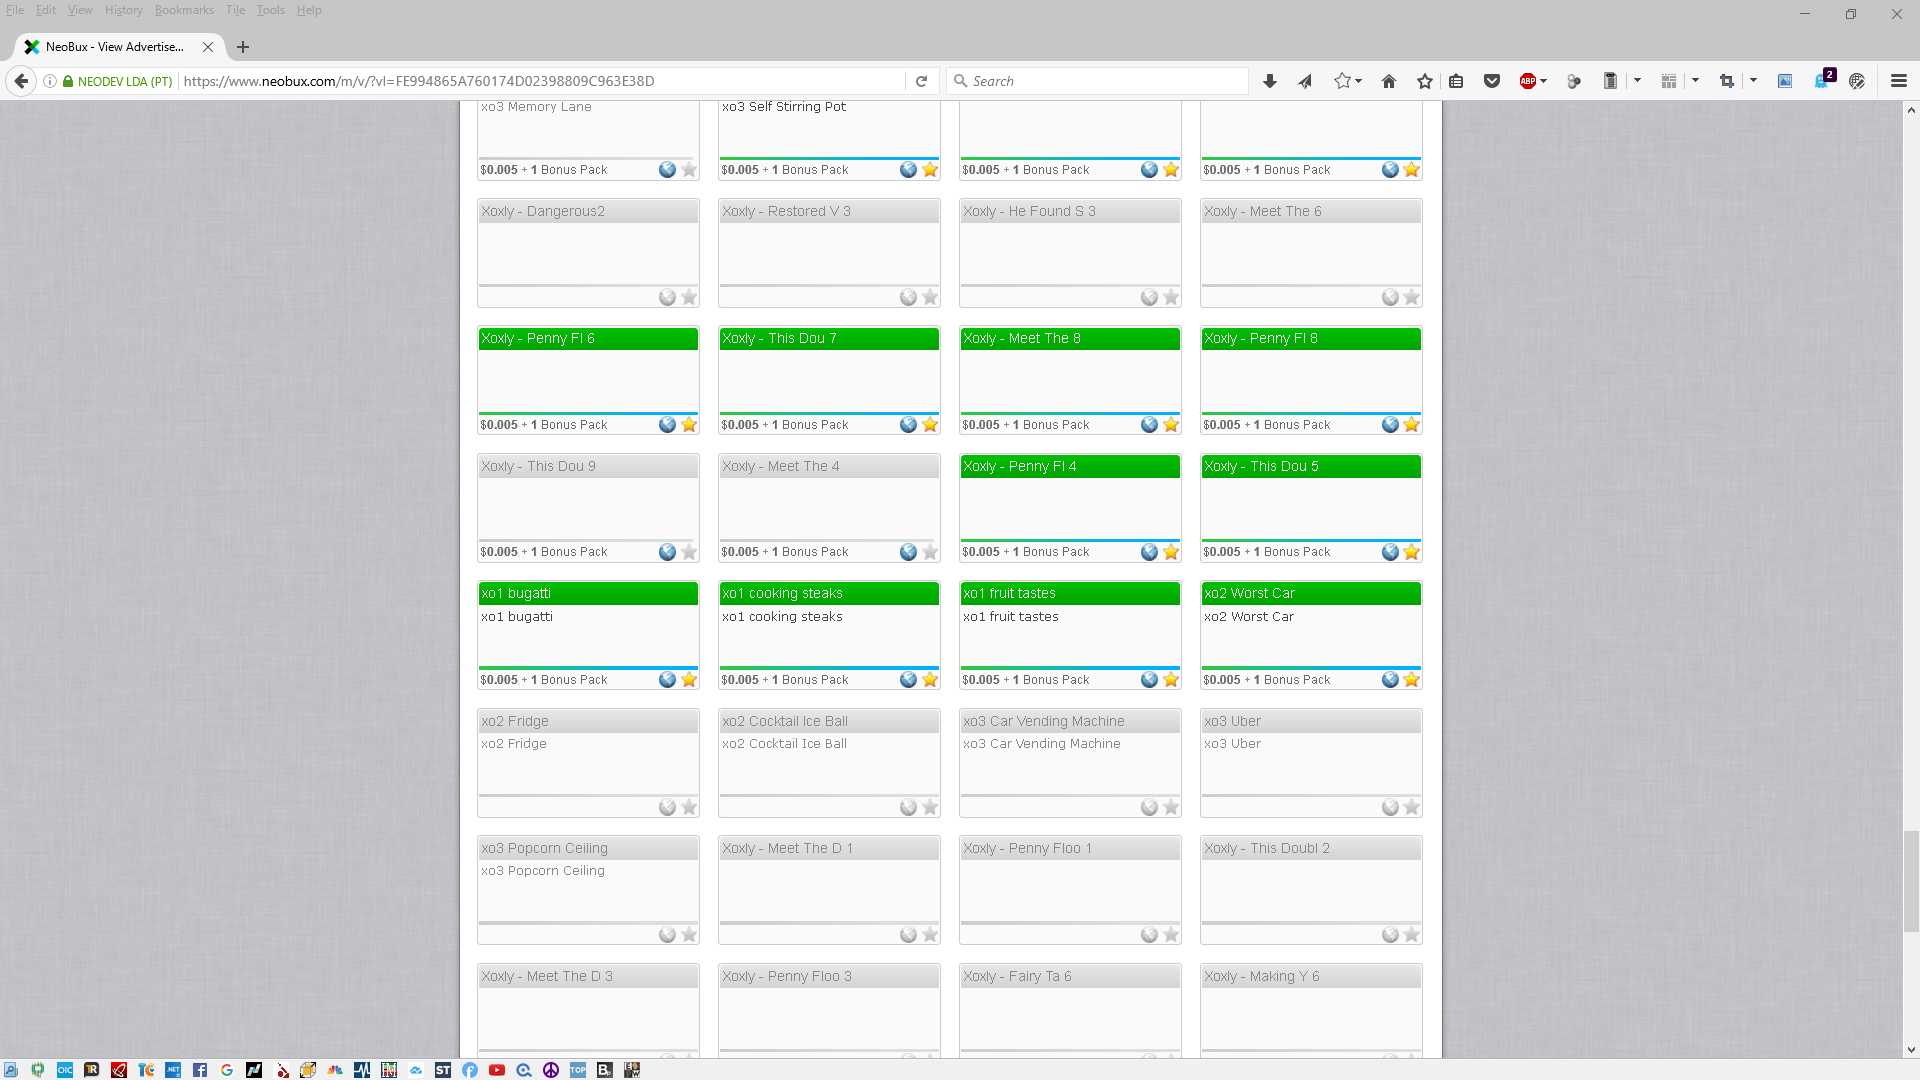 File Edit View History Bookmarks Tile Tools Help
NeoBux - View Advertise...
NEODEV LDA (PT) https://www.neobux.com/m/v/?vl=FE994865A760174D02398809C963E38D Search ABP 2
xo3 Memory Lane xo3 Self Stirring Pot
$0.005 + 1 Bonus Pack $0.005 + 1 Bonus Pack $0.005 + 1 Bonus Pack $0.005 + 1 Bonus Pack
Xoxly - Dangerous2 Xoxly - Restored V 3 Xoxly - He Found S 3 Xoxly - Meet The 6
Xoxly - Penny Fl 6 Xoxly - This Dou 7 Xoxly - Meet The 8 Xoxly - Penny Fl 8
$0.005 + 1 Bonus Pack $0.005 + 1 Bonus Pack $0.005 + 1 Bonus Pack $0.005 + 1 Bonus Pack
Xoxly - This Dou 9 Xoxly - Meet The 4 Xoxly - Penny Fl 4 Xoxly - This Dou 5
$0.005 + 1 Bonus Pack $0.005 + 1 Bonus Pack $0.005 + 1 Bonus Pack $0.005 + 1 Bonus Pack
xo1 bugatti xo1 cooking steaks xo1 fruit tastes xo2 Worst Car
xo1 bugatti xo1 cooking steaks xo1 fruit tastes xo2 Worst Car
$0.005 + 1 Bonus Pack $0.005 + 1 Bonus Pack $0.005 + 1 Bonus Pack $0.005 + 1 Bonus Pack
xo2 Fridge xo2 Cocktail Ice Ball xo3 Car Vending Machine xo3 Uber
xo2 Fridge xo2 Cocktail Ice Ball xo3 Car Vending Machine xo3 Uber
xo3 Popcorn Ceiling Xoxly - Meet The D 1 Xoxly - Penny Floo 1 Xoxly - This Doubl 2
xo3 Popcorn Ceiling
Xoxly - Meet The D 3 Xoxly - Penny Floo 3 Xoxly - Fairy Ta 6 Xoxly - Making Y 6
OIC TR TC .NET G ST TOP B